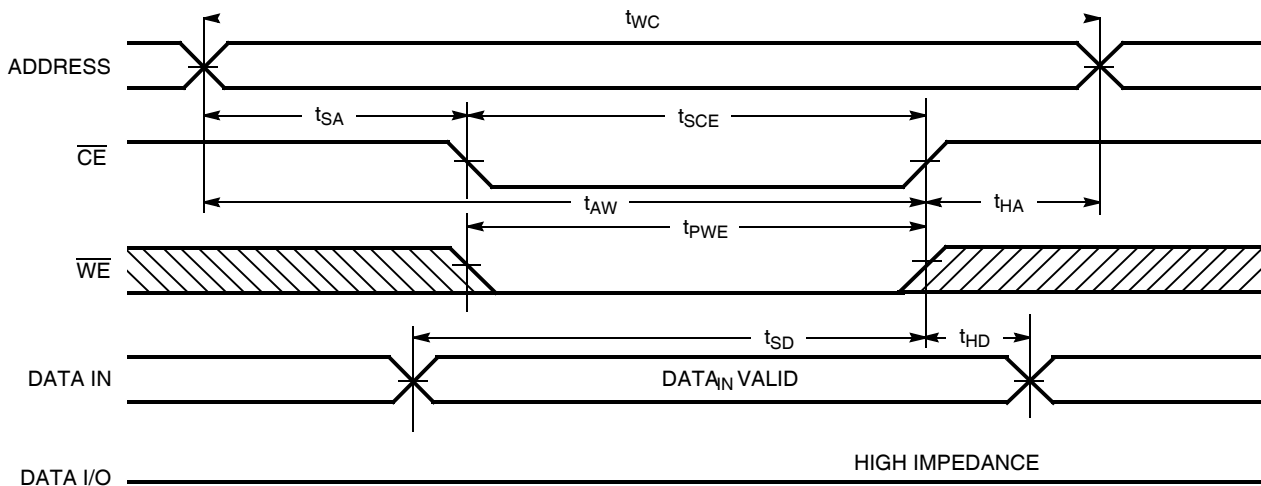 tWC
ADDRESS
tSA
tSCE
CE
tAW
tHA
tPWE
WE
tSD
tHD
DATA IN
DATAIN VALID
HIGH IMPEDANCE
DATA I/O